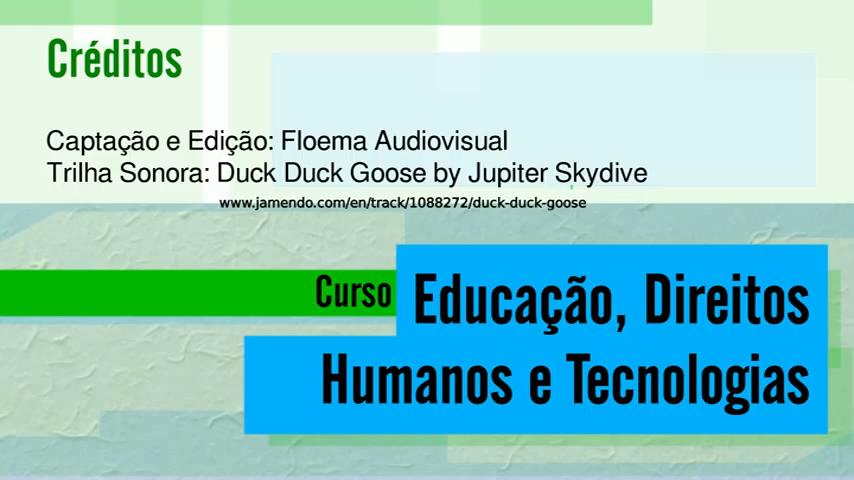 Créditos
Captação e Edição: Floema Audiovisual
Trilha Sonora: Duck Duck Goose by Jupiter Skydive
www.jamendo.com/en/track/1088272/duck-duck-goose
Curso Educação, Direitos
Humanos e Tecnologias